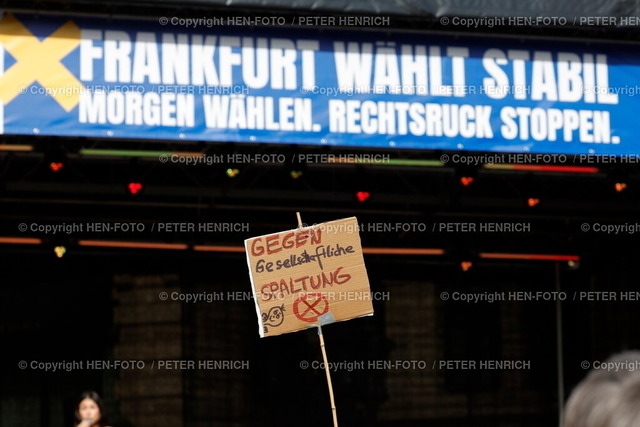 © Copyright HEN-FOTO / PETER HENRICH
FRANKFURT WÄHLT STABIL
MORGEN WÄHLEN. RECHTSRUCK STOPPEN.
GEGEN
Gesellschaftliche
SPALTUNG